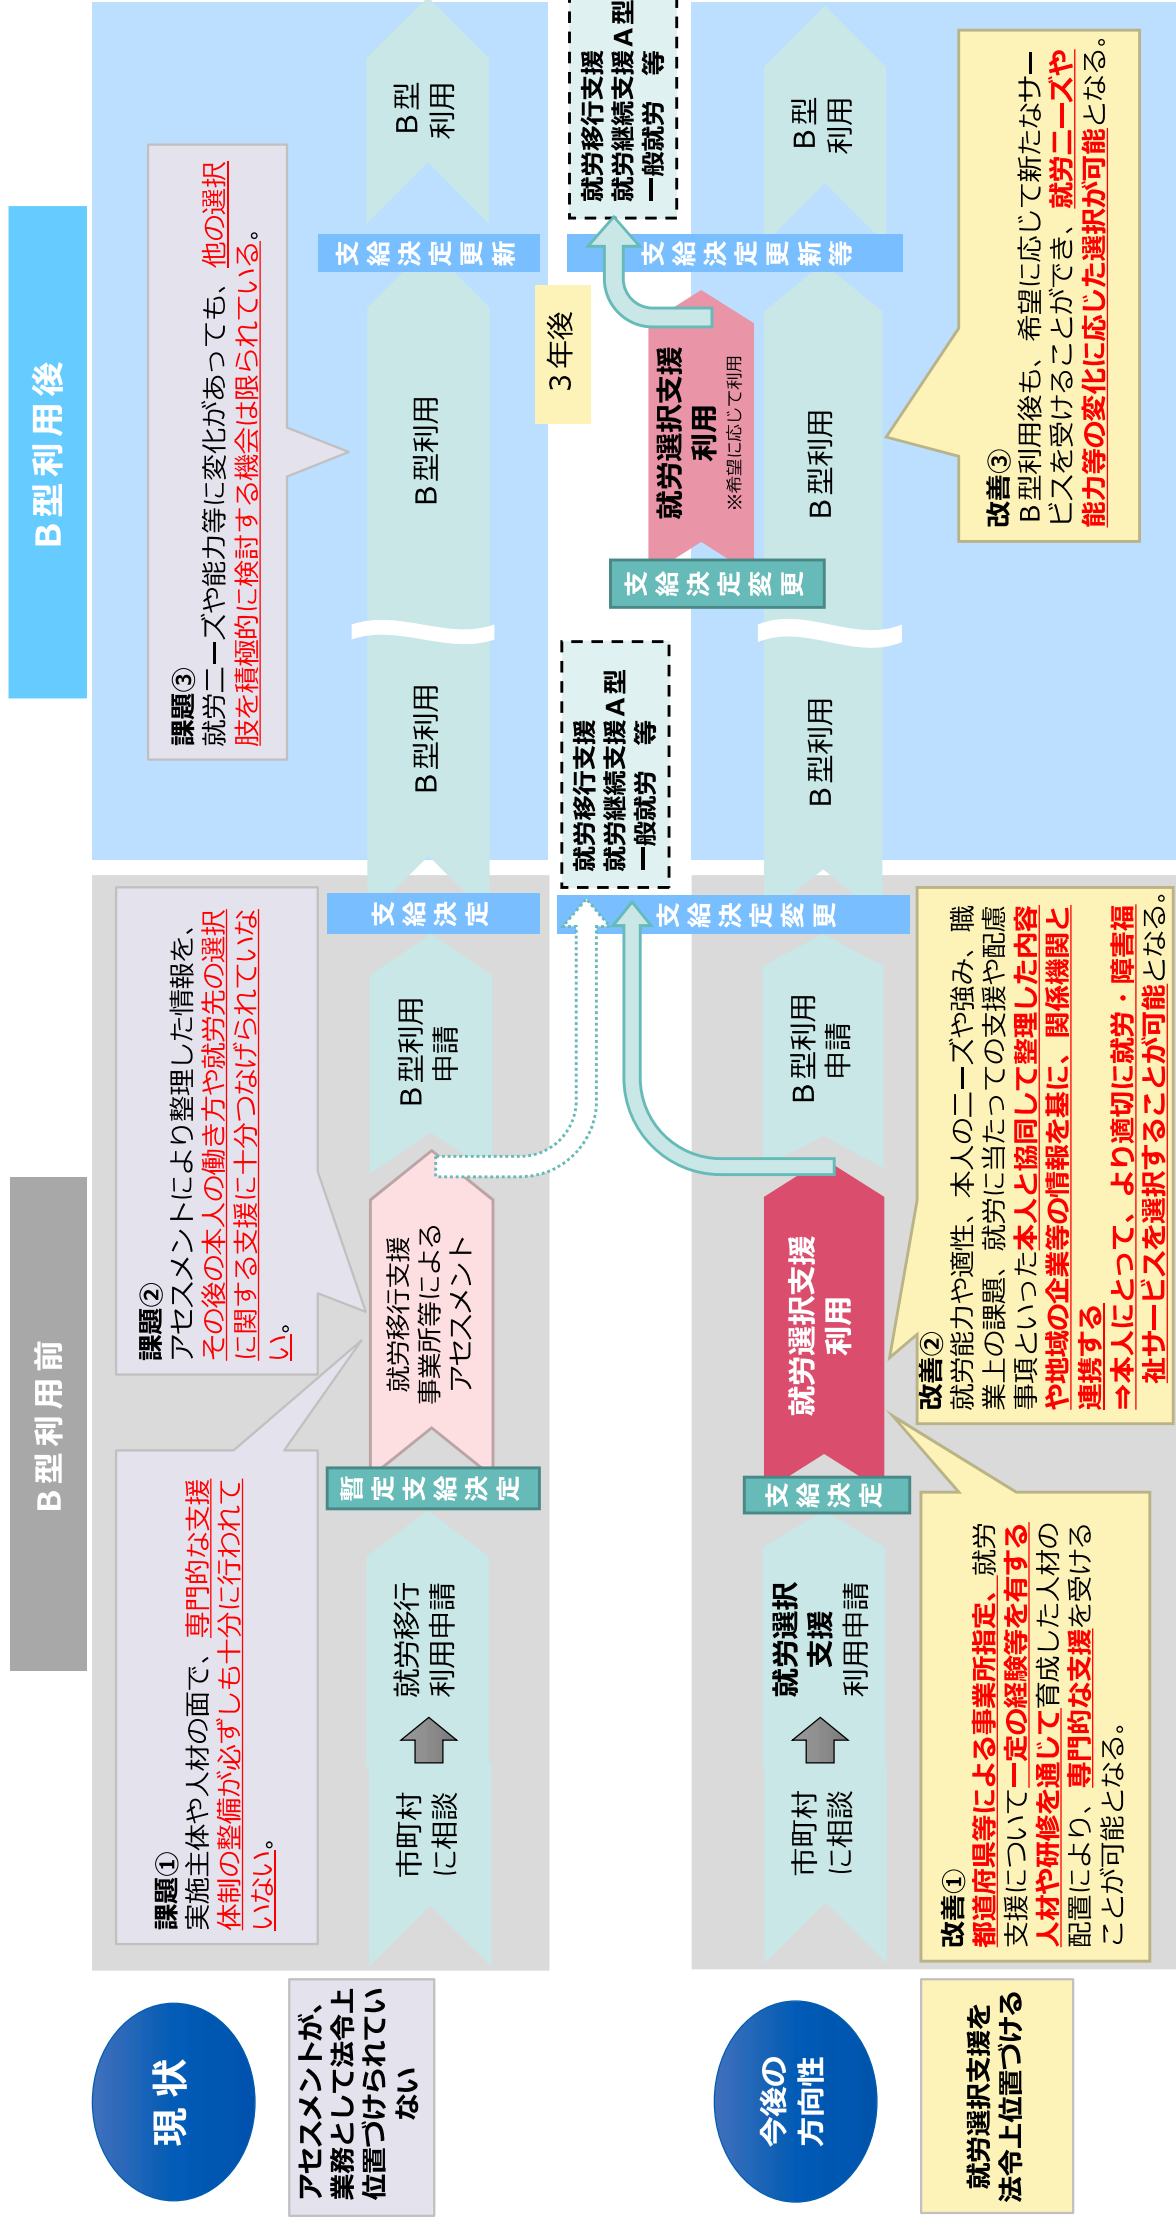 Ｂ型利用前
Ｂ型利用後
現 状
アセスメントが、
業務として法令上
位置づけられてい
ない
課題①
実施主体や人材の面で、専門的な支援
体制の整備が必ずしも十分に行われて
いない。
課題②
アセスメントにより整理した情報を、
その後の本人の働き方や就労先の選択
に関する支援に十分つなげられていな
い。
課題③
就労ニーズや能力等に変化があっても、他の選択
肢を積極的に検討する機会は限られている。
市町村
に相談
就労移行
利用申請
暫定支給決定
就労移行支援
事業所等による
アセスメント
Ｂ型利用
申請
支給決定
Ｂ型利用
Ｂ型利用
支給決定更新
Ｂ型
利用
３年後
就労移行支援
就労継続支援Ａ型
一般就労　等
就労移行支援
就労継続支援Ａ型
一般就労　等
今後の
方向性
就労選択支援を
法令上位置づける
市町村
に相談
就労選択
支援
利用申請
支給決定
就労選択支援
利用
Ｂ型利用
申請
支給決定変更
Ｂ型利用
支給決定変更
就労選択支援
利用
※希望に応じて利用
Ｂ型利用
支給決定更新等
Ｂ型
利用
改善①
都道府県等による事業所指定、就労
支援について一定の経験等を有する
人材や研修を通じて育成した人材の
配置により、専門的な支援を受ける
ことが可能となる。
改善②
就労能力や適性、本人のニーズや強み、職
業上の課題、就労に当たっての支援や配慮
事項といった本人と協同して整理した内容
や地域の企業等の情報を基に、関係機関と
連携する
⇒本人にとって、より適切に就労・障害福
祉サービスを選択することが可能となる。
改善③
Ｂ型利用後も、希望に応じて新たなサー
ビスを受けることができ、就労ニーズや
能力等の変化に応じた選択が可能となる。